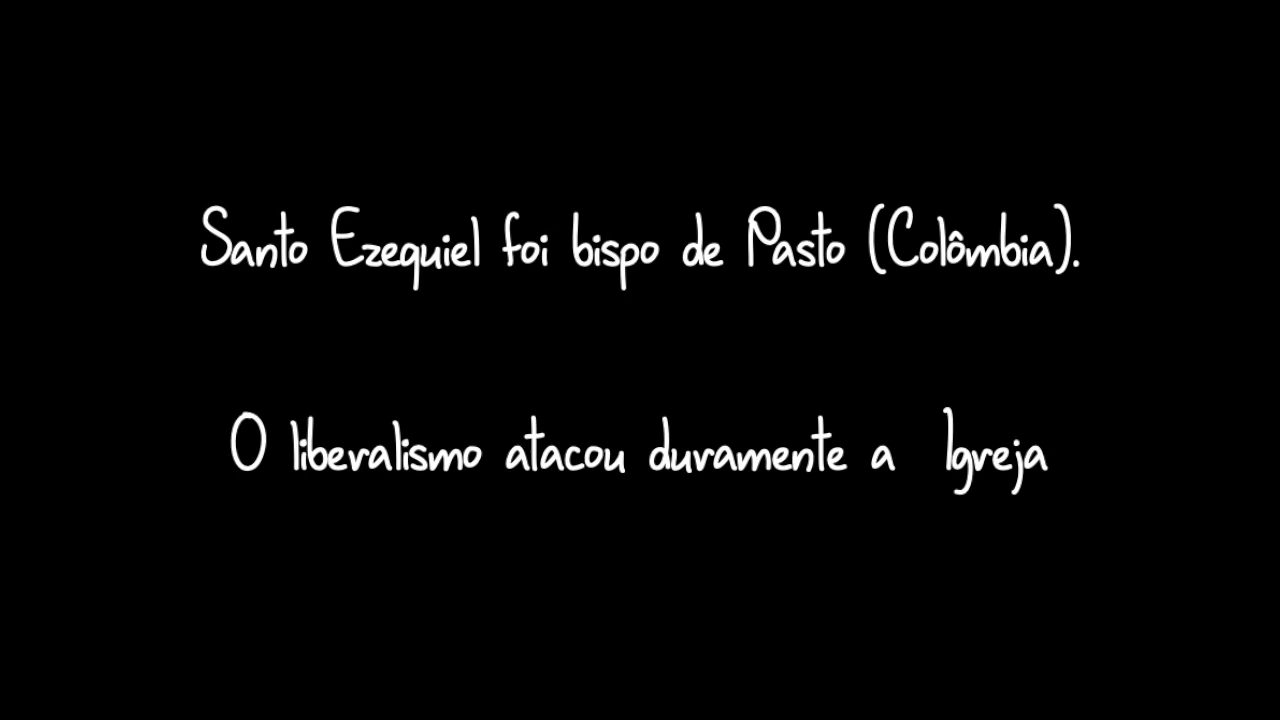 Santo Ezequiel foi bispo de Pasto (Colômbia).
O liberalismo atacou duramente a Igreja